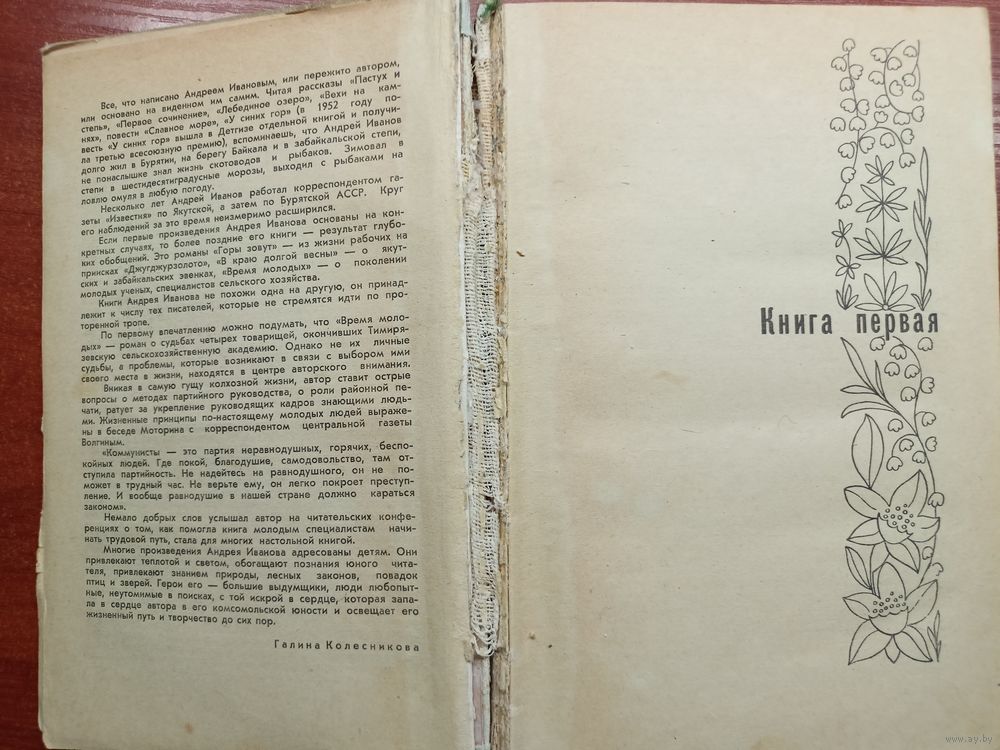 Все, что написано Андреем Ивановым, или пережито автором,
или основано на виденном им самим. Читая рассказы «Пастух и
степь», «Первое сочинение», «Лебединое озеро», «Вехи на кам-
нях», повести «Славное море», «У синих гор» (в 1952 году по-
весть «У синих гор» вышла в Детгизе отдельной книгой и получи-
ла третью всесоюзную премию), вспоминаешь, что Андрей Иванов
долго жил в Бурятии, на берегу Байкала и в забайкальской степи,
не понаслышке знал жизнь скотоводов и рыбаков. Зимовал в
степи в шестидесятиградусные морозы, выходил с рыбаками на
ловлю омуля в любую погоду.
Несколько лет Андрей Иванов работал корреспондентом га-
зеты «Известия» по Якутской, а затем по Бурятской АССР. Круг
его наблюдений за это время неизмеримо расширился.
Если первые произведения Андрея Иванова основаны на кон-
кретных случаях, то более поздние его книги — результат глубо-
ких обобщений. Это романы «Горы зовут» — из жизни рабочих на
приисках «Джугджурзолото», «В краю долгой весны» — о якут-
ских и забайкальских эвенках, «Время молодых» — о поколении
молодых ученых, специалистов сельского хозяйства.
Книги Андрея Иванова не похожи одна на другую, он принад-
лежит к числу тех писателей, которые не стремятся идти по про-
торенной тропе.
По первому впечатлению можно подумать, что «Время моло-
дых» — роман о судьбах четырех товарищей, окончивших Тимиря-
зевскую сельскохозяйственную академию. Однако не их личные
судьбы, а проблемы, которые возникают в связи с выбором ими
своего места в жизни, находятся в центре авторского внимания.
Вникая в самую гущу колхозной жизни, автор ставит острые
вопросы о методах партийного руководства, о роли районной пе-
чати, ратует за укрепление руководящих кадров знающими людь-
ми. Жизненные принципы по-настоящему молодых людей выраже-
ны в беседе Моторина с корреспондентом центральной газеты
Волгиным.
«Коммунисты — это партия неравнодушных, горячих, беспо-
койных людей. Где покой, благодушие, самодовольство, там от-
ступила партийность. Не надейтесь на равнодушного, он не по-
может в трудный час. Не верьте ему, он легко покроет преступ-
ление. И вообще равнодушие в нашей стране должно караться
законом».
Немало добрых слов услышал автор на читательских конфе-
ренциях о том, как помогла книга молодым специалистам начи-
нать трудовой путь, стала для многих настольной книгой.
Многие произведения Андрея Иванова адресованы детям. Они
привлекают теплотой и светом, обогащают познания юного чита-
теля, привлекают знанием природы, лесных законов, повадок
птиц и зверей. Герои его — большие выдумщики, люди любопыт-
ные, неутомимые в поисках, с той искрой в сердце, которая запа-
ла в сердце автора в его комсомольской юности и освещает его
жизненный путь и творчество до сих пор.
Галина Колесникова
Книга первая
www.ay.by